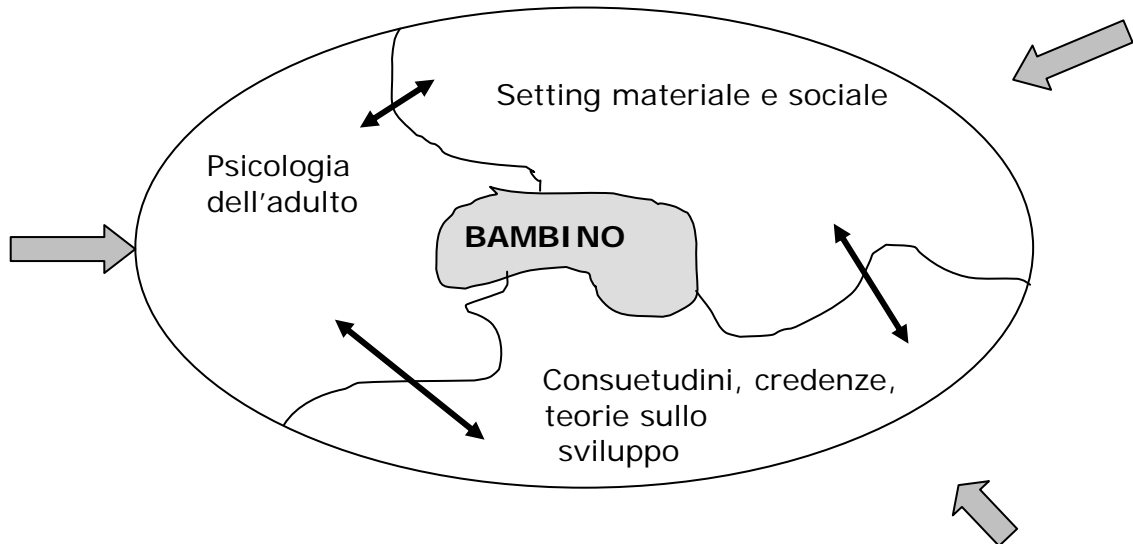 Setting materiale e sociale
Psicologia
dell'adulto
BAMBINO
Consuetudini, credenze,
teorie sullo
sviluppo